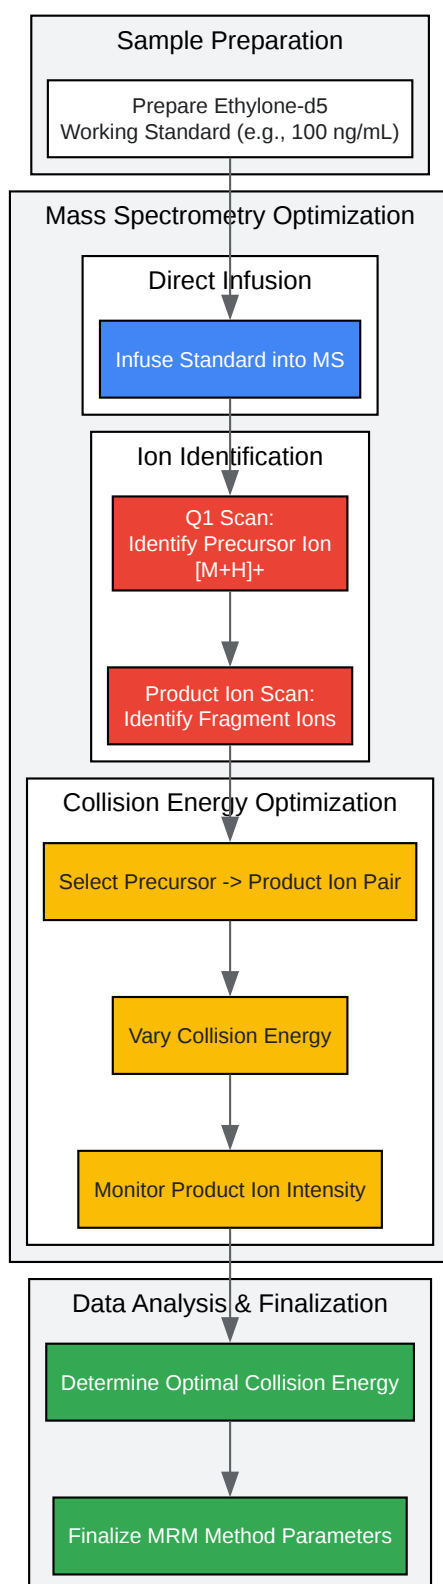 Sample Preparation
Prepare Ethylone-d5
Working Standard (e.g., 100 ng/mL)
Mass Spectrometry Optimization
Direct Infusion
Infuse Standard into MS
Ion Identification
Q1 Scan:
Identify Precursor Ion
[M+H]+
Product Ion Scan:
Identify Fragment Ions
Collision Energy Optimization
Select Precursor -> Product Ion Pair
Vary Collision Energy
Monitor Product Ion Intensity
Data Analysis & Finalization
Determine Optimal Collision Energy
Finalize MRM Method Parameters